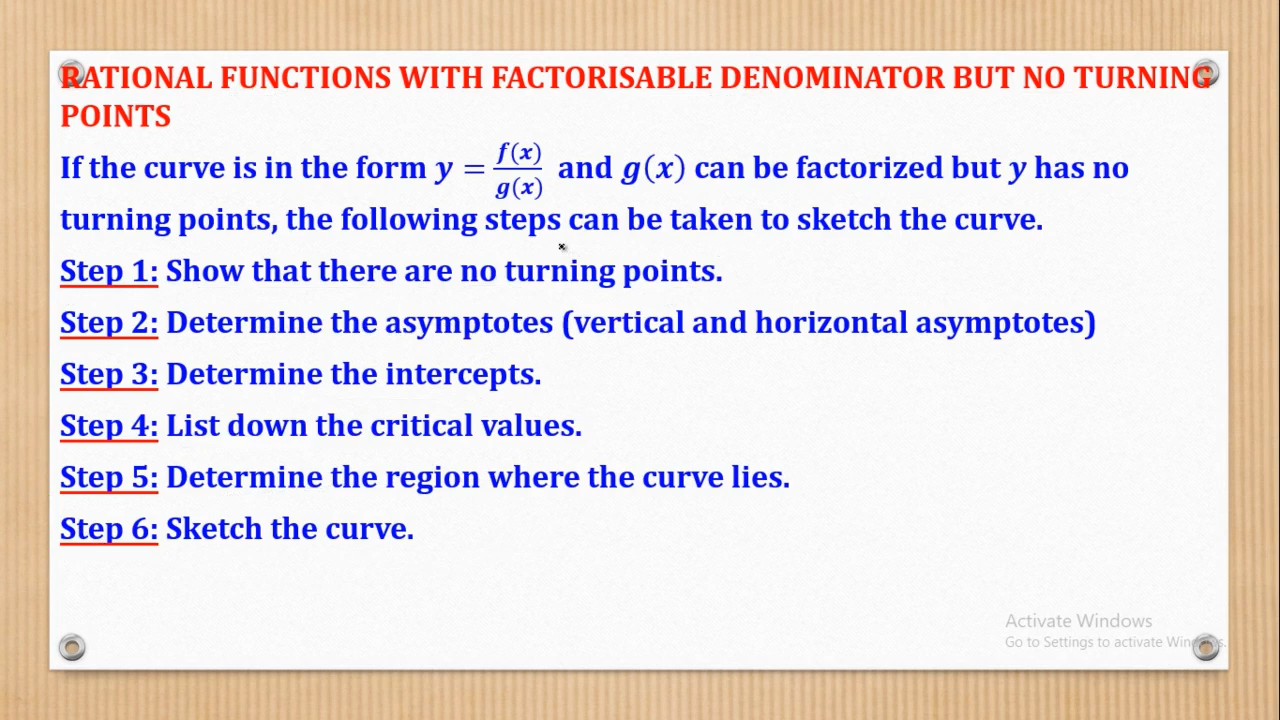 RATIONAL FUNCTIONS WITH FACTORISABLE DENOMINATOR BUT NO TURNING
POINTS
If the curve is in the form y = f(x)/g(x) and g(x) can be factorized but y has no
turning points, the following steps can be taken to sketch the curve.
Step 1: Show that there are no turning points.
Step 2: Determine the asymptotes (vertical and horizontal asymptotes)
Step 3: Determine the intercepts.
Step 4: List down the critical values.
Step 5: Determine the region where the curve lies.
Step 6: Sketch the curve.
Activate Windows
Go to Settings to activate Windows.